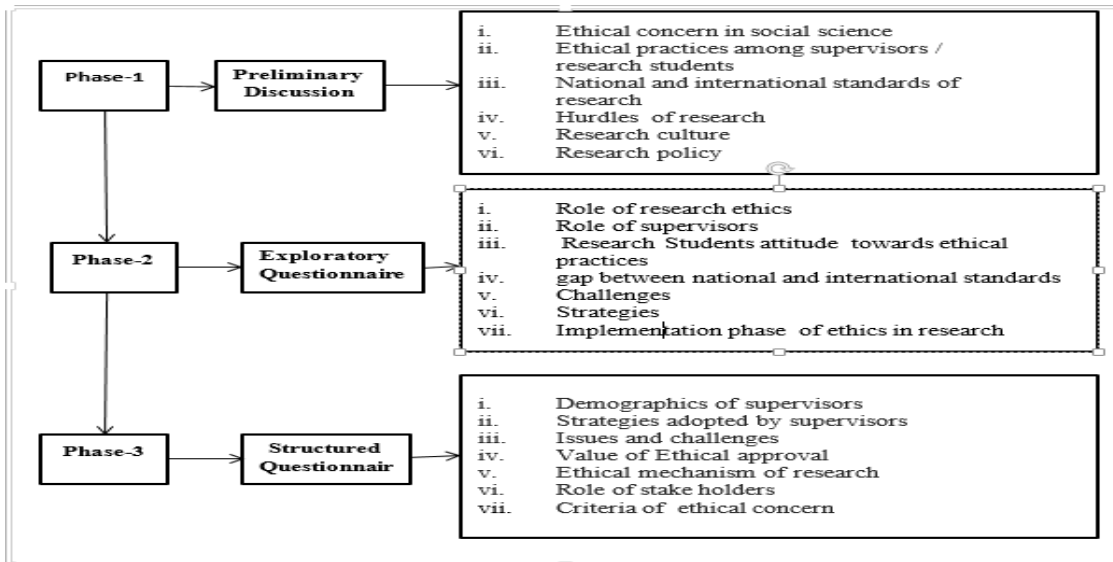 Phase-1
Preliminary
Discussion
i. Ethical concern in social science
ii. Ethical practices among supervisors /
research students
iii. National and international standards of
research
iv. Hurdles of research
v. Research culture
vi. Research policy
Phase-2
Exploratory
Questionnaire
i. Role of research ethics
ii. Role of supervisors
iii. Research Students attitude towards ethical
practices
iv. gap between national and international standards
v. Challenges
vi. Strategies
vii. Implementation phase of ethics in research
Phase-3
Structured
Questionnair
i. Demographics of supervisors
ii. Strategies adopted by supervisors
iii. Issues and challenges
iv. Value of Ethical approval
v. Ethical mechanism of research
vi. Role of stake holders
vii. Criteria of ethical concern